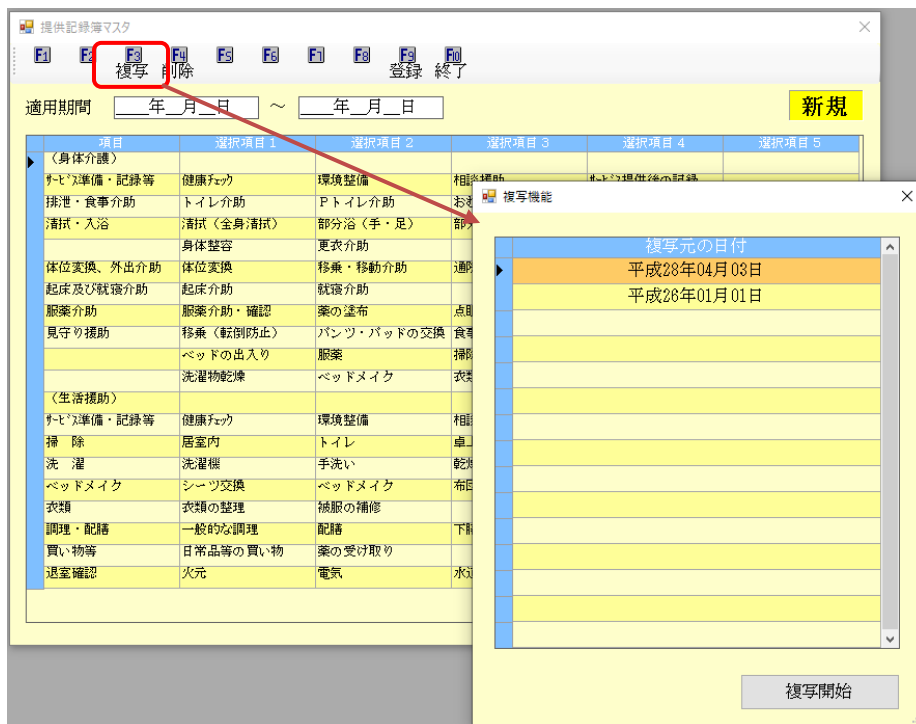 提供記録簿マスタ
F1 F2 F3 F4 F5 F6 F7 F8 F9 F10
複写 削除 登録 終了
適用期間 ____年__月__日 ～ ____年__月__日 新規
項目 選択項目1 選択項目2 選択項目3 選択項目4 選択項目5
（身体介護）
ｻｰﾋﾞｽ準備・記録等 健康ﾁｪｯｸ 環境整備 相談援助 ｻｰﾋﾞｽ提供後の記録
排泄・食事介助 トイレ介助 Ｐトイレ介助
清拭・入浴 清拭（全身清拭） 部分浴（手・足）
身体整容 更衣介助
体位変換、外出介助 体位変換 移乗・移動介助
起床及び就寝介助 起床介助 就寝介助
服薬介助 服薬介助・確認 薬の塗布
見守り援助 移乗（転倒防止） パンツ・パッドの交換
ベッドの出入り 服薬
洗濯物乾燥 ベッドメイク
（生活援助）
ｻｰﾋﾞｽ準備・記録等 健康ﾁｪｯｸ 環境整備
掃　除 居室内 トイレ
洗　濯 洗濯機 手洗い
ベッドメイク シーツ交換 ベッドメイク
衣類 衣類の整理 被服の補修
調理・配膳 一般的な調理 配膳
買い物等 日常品等の買い物 薬の受け取り
退室確認 火元 電気
複写機能
複写元の日付
平成28年04月03日
平成26年01月01日
複写開始